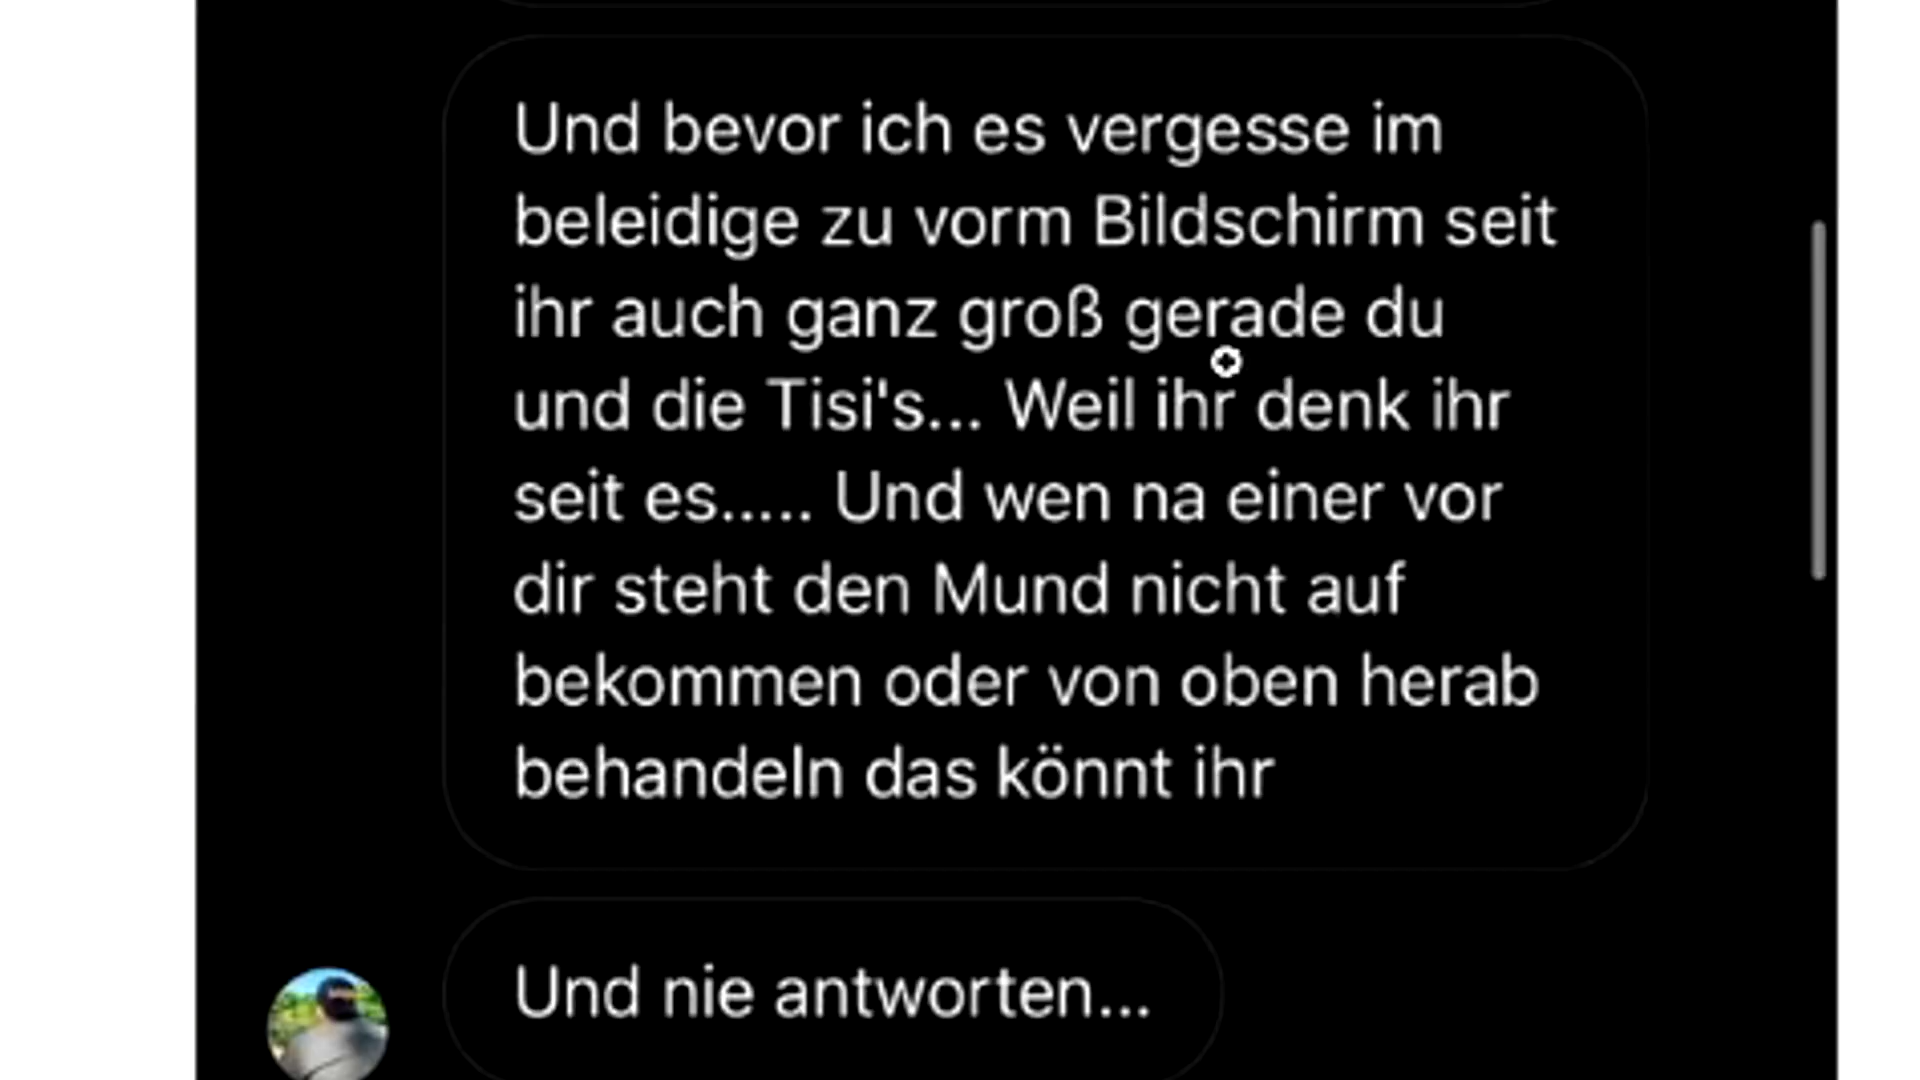 Und bevor ich es vergesse im
beleidige zu vorm Bildschirm seit
ihr auch ganz groß gerade du
und die Tisi's... Weil ihr denk ihr
seit es..... Und wen na einer vor
dir steht den Mund nicht auf
bekommen oder von oben herab
behandeln das könnt ihr
Und nie antworten...